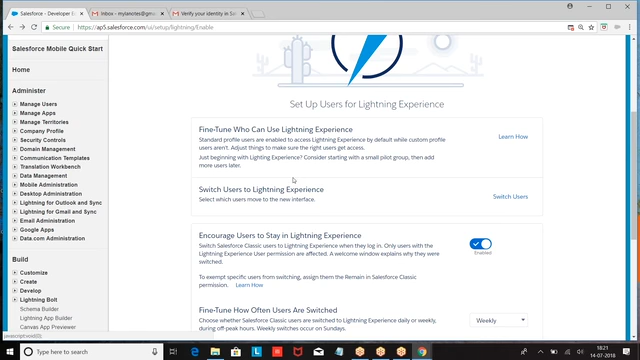 Salesforce - Developer E
Inbox - mylanotes@gm
Verify your identity in Sa
Secure
https://ap5.salesforce.com/ui/setup/lightning/Enable
Salesforce Mobile Quick Start
Home
Administer
Manage Users
Manage Apps
Manage Territories
Company Profile
Security Controls
Domain Management
Communication Templates
Translation Workbench
Data Management
Mobile Administration
Desktop Administration
Lightning for Outlook and Sync
Lightning for Gmail and Sync
Email Administration
Google Apps
Data.com Administration
Build
Customize
Create
Develop
Lightning Bolt
Schema Builder
Lightning App Builder
Canvas App Previewer
javascript:void(0);
Set Up Users for Lightning Experience
Fine-Tune Who Can Use Lightning Experience
Standard profile users are enabled to access Lightning Experience by default while custom profile
users aren't. Adjust things to make sure the right users get access.
Just beginning with Lighting Experience? Consider starting with a small pilot group, then add
more users later.
Learn How
Switch Users to Lightning Experience
Select which users move to the new interface.
Switch Users
Encourage Users to Stay in Lightning Experience
Switch Salesforce Classic users to Lightning Experience when they log in. Only users with the
Lightning Experience User permission are affected. A welcome window explains why they were
switched.
Enabled
To exempt specific users from switching, assign them the Remain in Salesforce Classic
permission. Learn How
Fine-Tune How Often Users Are Switched
Choose whether Salesforce Classic users are switched to Lightning Experience daily or weekly,
during off-peak hours. Weekly switches occur on Sundays.
Weekly
Type here to search
18:21
14-07-2018